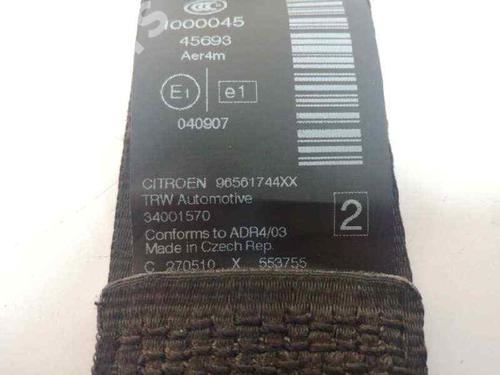 1000045
45693
Aer4m
E1 e1
040907
CITROEN 96561744XX
TRW Automotive
34001570
2
Conforms to ADR4/03
Made in Czech Rep.
C 270510 X 553755